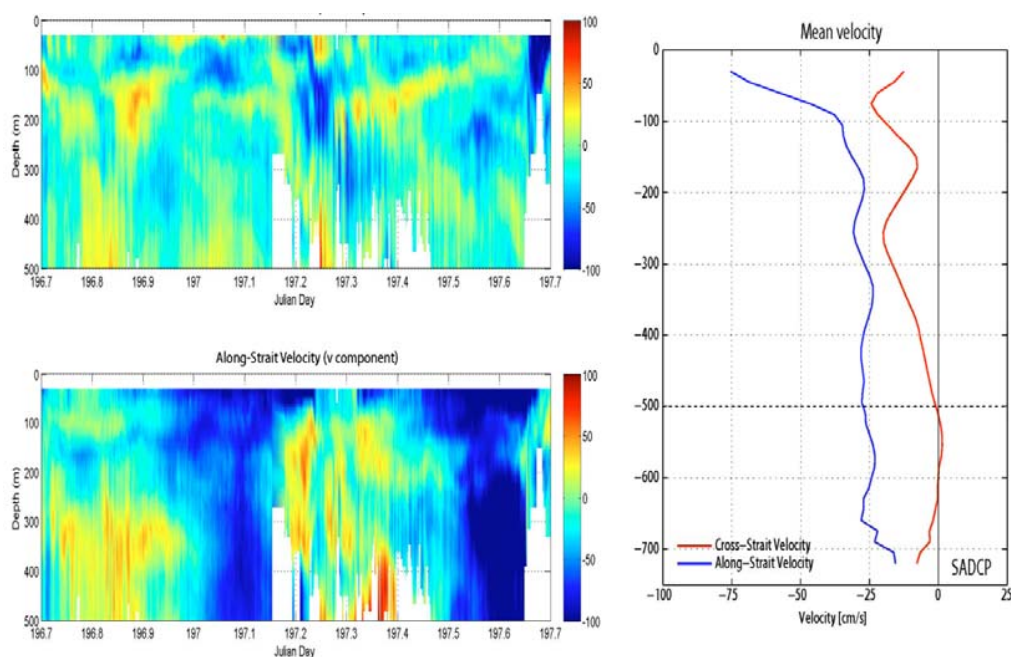 0
100
200
300
400
500
Depth (m)
196.7 196.8 196.9 197 197.1 197.2 197.3 197.4 197.5 197.6 197.7
Julian Day
100
50
0
-50
-100
Along-Strait Velocity (v component)
0
100
200
300
400
500
Depth (m)
196.7 196.8 196.9 197 197.1 197.2 197.3 197.4 197.5 197.6 197.7
Julian Day
100
50
0
-50
-100
Mean velocity
0
−100
−200
−300
−400
−500
−600
−700
Cross−Strait Velocity
Along−Strait Velocity
SADCP
−100 −75 −50 −25 0 25
Velocity [cm/s]